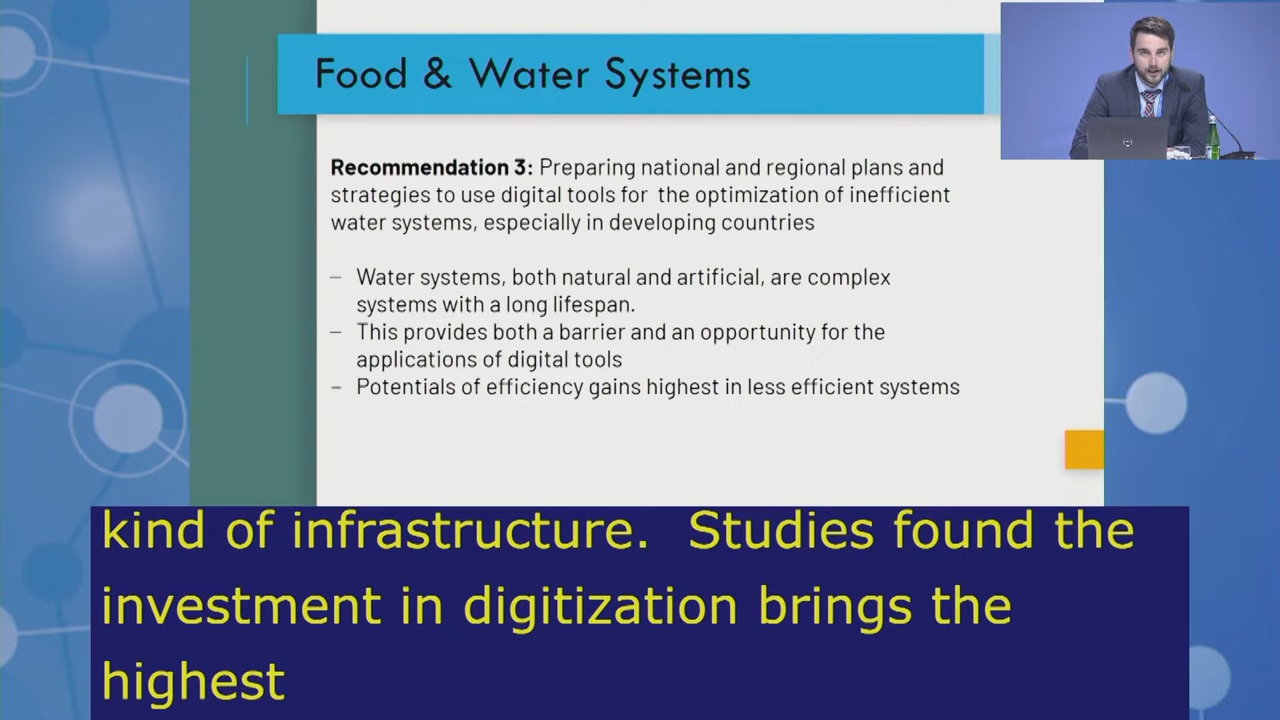 Food & Water Systems
Recommendation 3: Preparing national and regional plans and
strategies to use digital tools for the optimization of inefficient
water systems, especially in developing countries
– Water systems, both natural and artificial, are complex
systems with a long lifespan.
– This provides both a barrier and an opportunity for the
applications of digital tools
– Potentials of efficiency gains highest in less efficient systems
kind of infrastructure. Studies found the
investment in digitization brings the
highest